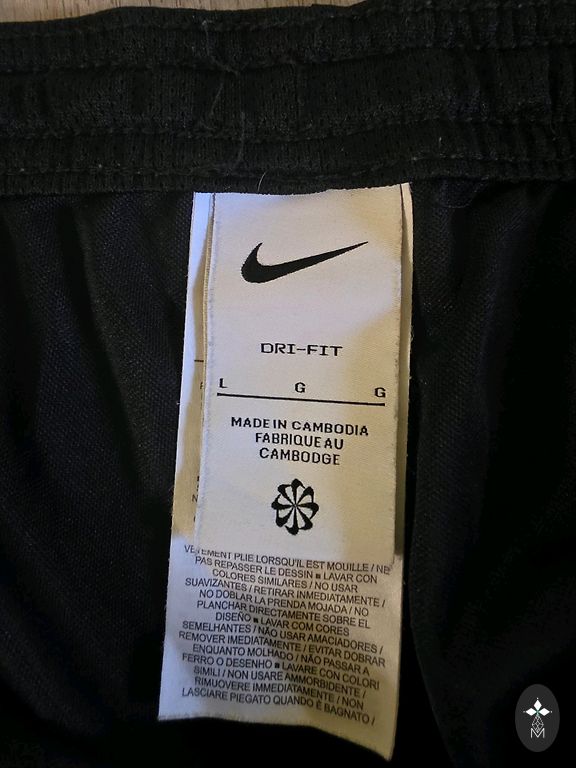 DRI-FIT
L G G
MADE IN CAMBODIA
FABRIQUE AU
CAMBODGE
VETEMENT PLIE LORSQU'IL EST MOUILLE / NE
PAS REPASSER LE DESSIN ■ LAVAR CON
COLORES SIMILARES / NO USAR
SUAVIZANTES / RETIRAR INMEDIATAMENTE /
NO DOBLAR LA PRENDA MOJADA / NO
PLANCHAR DIRECTAMENTE SOBRE EL
DISEÑO ■ LAVAR COM CORES
SEMELHANTES / NÃO USAR AMACIADORES /
REMOVER IMEDIATAMENTE / EVITAR DOBRAR
ENQUANTO MOLHADO / NÃO PASSAR A
FERRO O DESENHO ■ LAVARE CON COLORI
SIMILI / NON USARE AMMORBIDENTE /
RIMUOVERE IMMEDIATAMENTE / NON
LASCIARE PIEGATO QUANDO È BAGNATO /